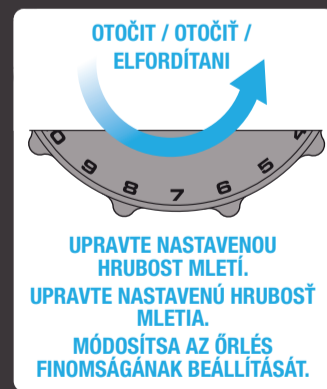 OTOČIT / OTOČIŤ /
ELFORDÍTANI
0 9 8 7 6 5 4
UPRAVTE NASTAVENOU
HRUBOST MLETÍ.
UPRAVTE NASTAVENÚ HRUBOSŤ
MLETIA.
MÓDOSÍTSA AZ ŐRLÉS
FINOMSÁGÁNAK BEÁLLÍTÁSÁT.